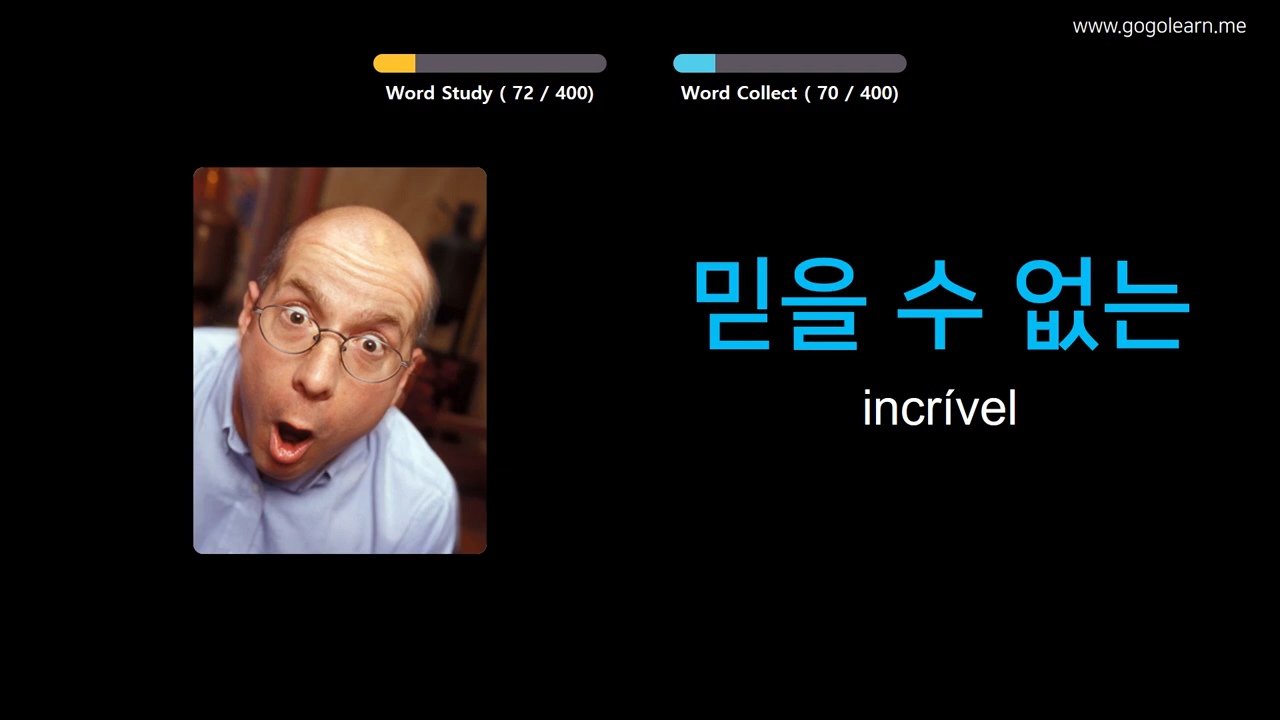 www.gogolearn.me
Word Study ( 72 / 400)
Word Collect ( 70 / 400)
믿을 수 없는
incrível